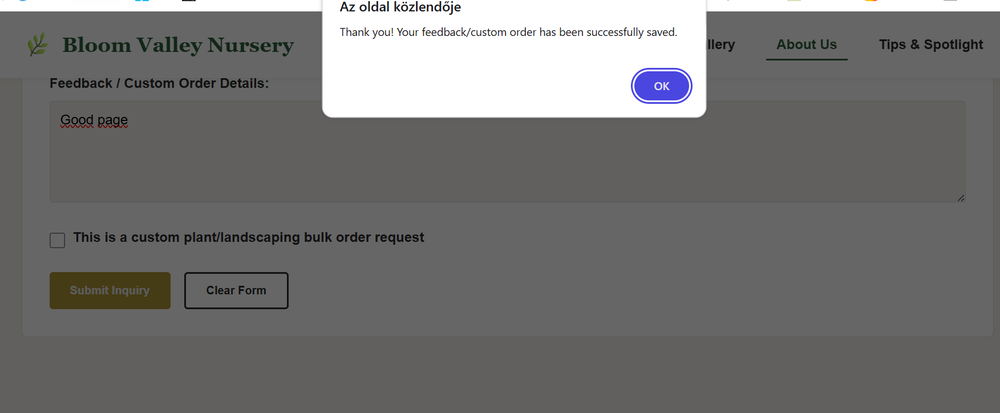 Az oldal közlendője
Thank you! Your feedback/custom order has been successfully saved.
OK
Bloom Valley Nursery
About Us
Tips & Spotlight
Feedback / Custom Order Details:
Good page
This is a custom plant/landscaping bulk order request
Submit Inquiry
Clear Form